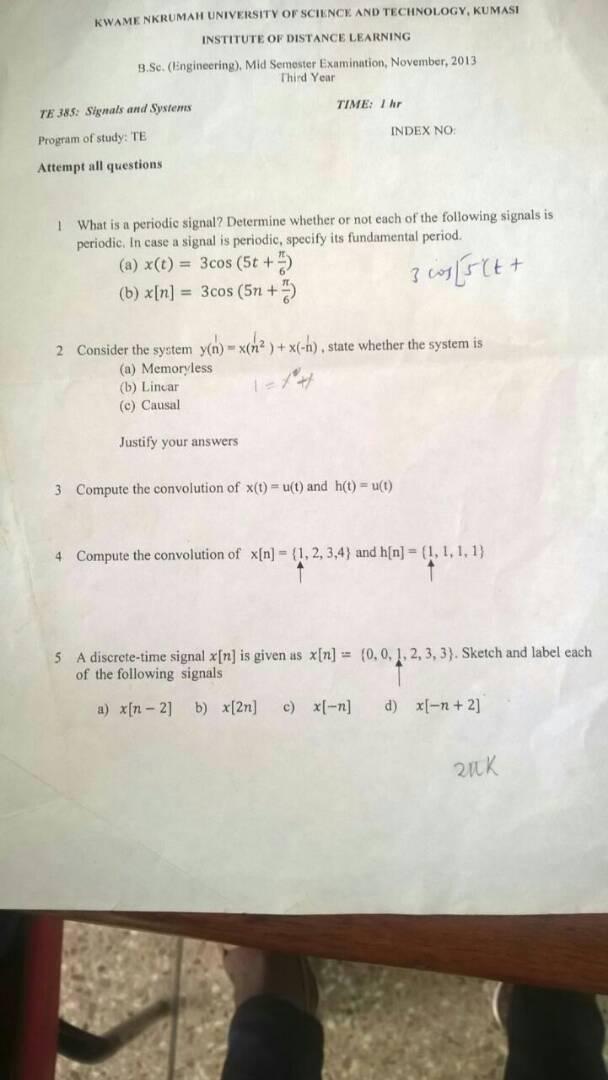 KWAME NKRUMAH UNIVERSITY OF SCIENCE AND TECHNOLOGY, KUMASI
INSTITUTE OF DISTANCE LEARNING
B.Sc. (Engineering), Mid Semester Examination, November, 2013
Third Year
TE 385: Signals and Systems TIME: 1 hr
Program of study: TE INDEX NO:
Attempt all questions
1 What is a periodic signal? Determine whether or not each of the following signals is
periodic. In case a signal is periodic, specify its fundamental period.
(a) x(t) = 3cos (5t + π/6)
3 cos[5(t +
(b) x[n] = 3cos (5n + π/6)
2 Consider the system y(n) = x(n² ) + x(-n) , state whether the system is
(a) Memoryless
(b) Linear
(c) Causal
Justify your answers
3 Compute the convolution of x(t) = u(t) and h(t) = u(t)
4 Compute the convolution of x[n] = {1, 2, 3,4} and h[n] = {1, 1, 1, 1}
5 A discrete-time signal x[n] is given as x[n] = {0, 0, 1, 2, 3, 3}. Sketch and label each
of the following signals
a) x[n − 2] b) x[2n] c) x[−n] d) x[−n + 2]
2πK